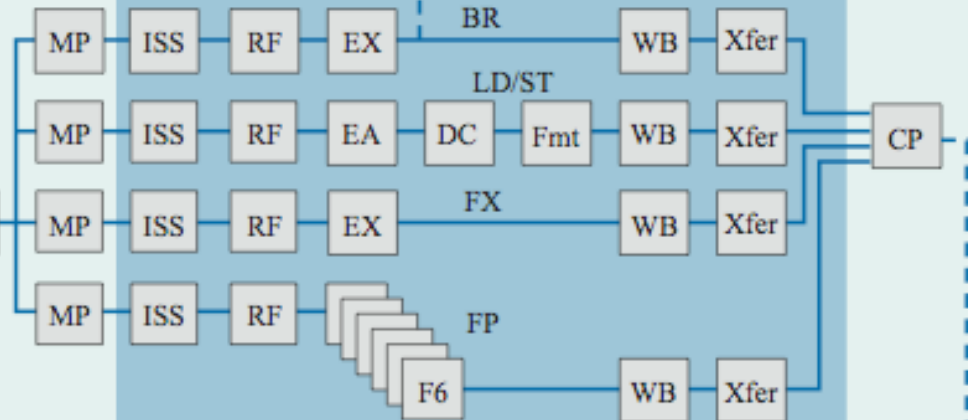 BR
MP ISS RF EX WB Xfer
LD/ST
MP ISS RF EA DC Fmt WB Xfer CP
FX
MP ISS RF EX WB Xfer
MP ISS RF FP
F6 WB Xfer